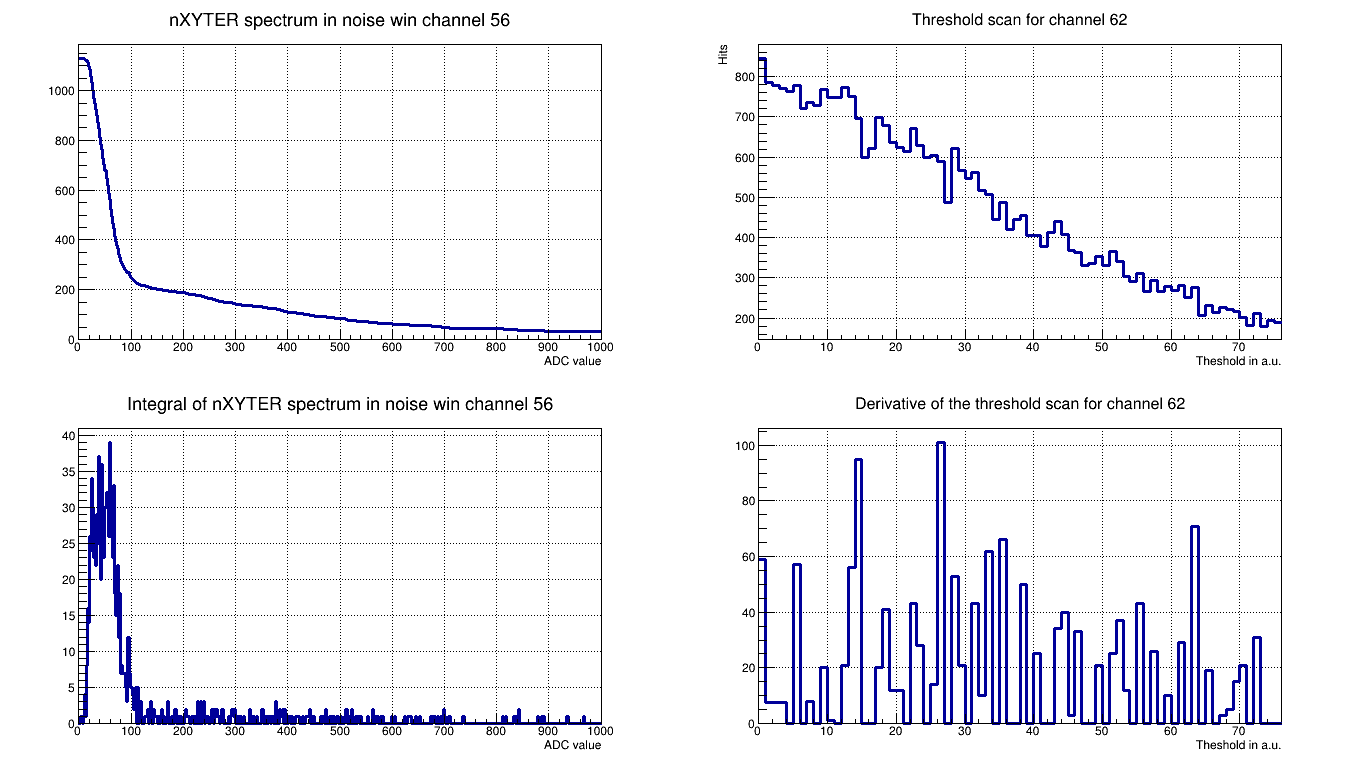 nXYTER spectrum in noise win channel 56
1000
800
600
400
200
0
0 100 200 300 400 500 600 700 800 900 1000
ADC value
Threshold scan for channel 62
Hits
800
700
600
500
400
300
200
0 10 20 30 40 50 60 70
Theshold in a.u.
Integral of nXYTER spectrum in noise win channel 56
40
35
30
25
20
15
10
5
0
0 100 200 300 400 500 600 700 800 900 1000
ADC value
Derivative of the threshold scan for channel 62
100
80
60
40
20
0
0 10 20 30 40 50 60 70
Theshold in a.u.